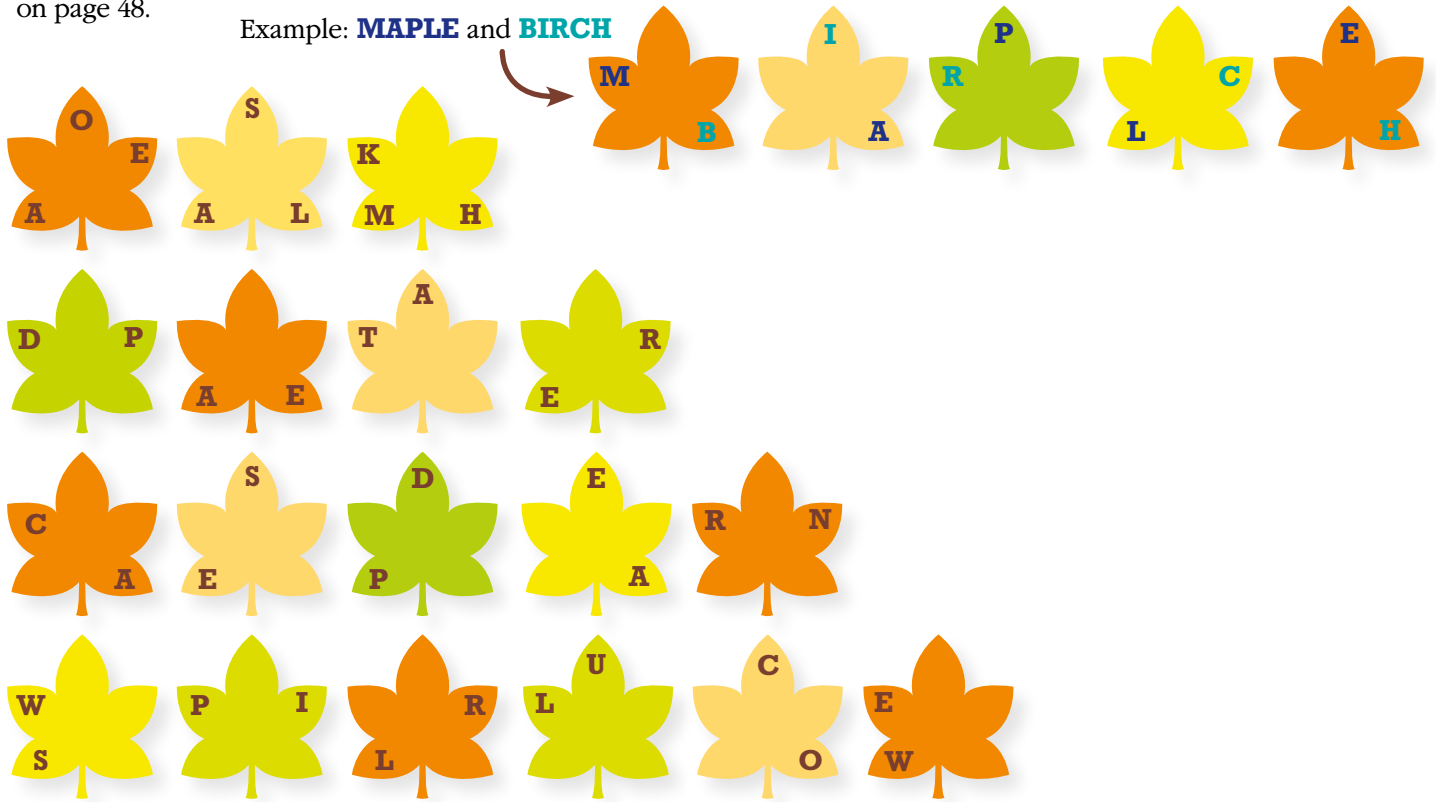 on page 48.
Example: MAPLE and BIRCH
M B I A R P L C E H
A O E A S L K M H
D P A E T A E R
C A E S P D E A R N
W S P I L R L U C O E W